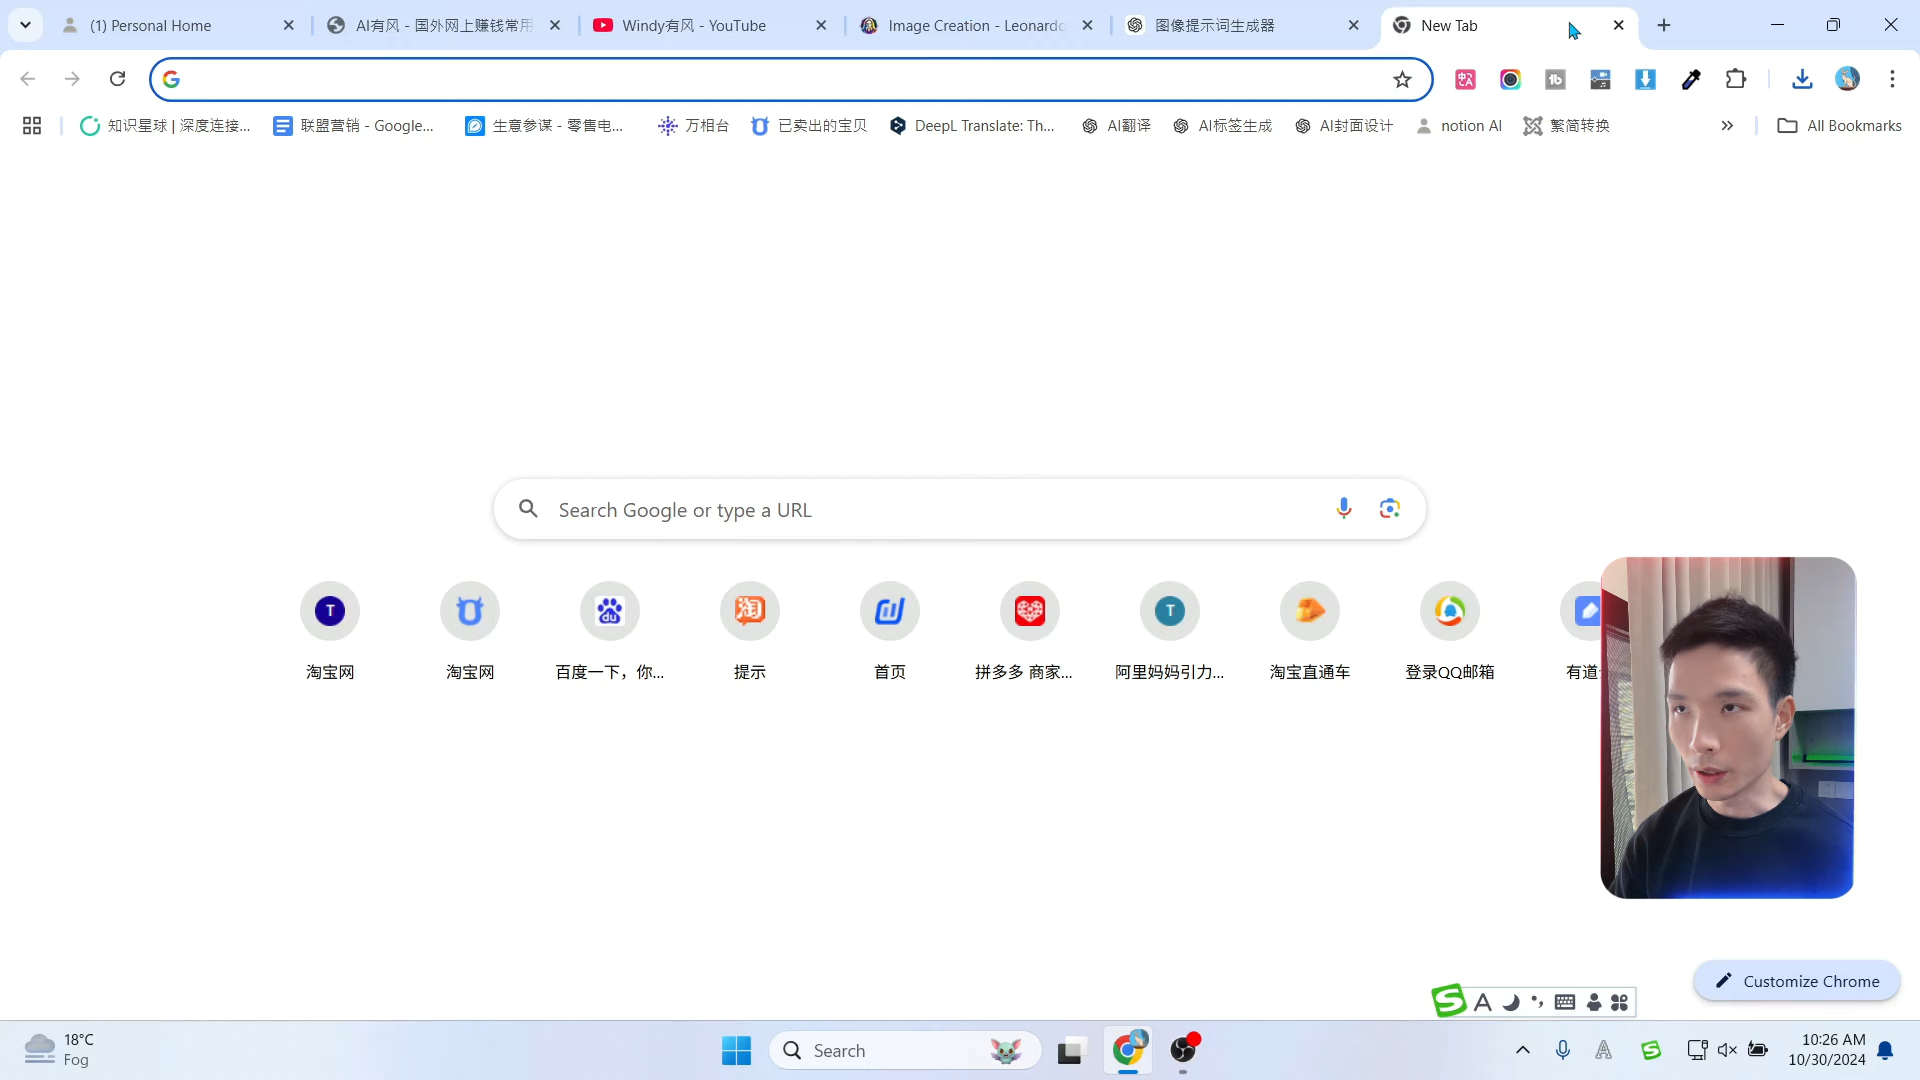 (1) Personal Home
AI有风 - 国外网上赚钱常用
Windy有风 - YouTube
Image Creation - Leonardo
图像提示词生成器
New Tab
知识星球 | 深度连接...
联盟营销 - Google...
生意参谋 - 零售电...
万相台
已卖出的宝贝
DeepL Translate: Th...
AI翻译
AI标签生成
AI封面设计
notion AI
繁简转换
All Bookmarks
Search Google or type a URL
T
淘宝网
淘宝网
du
百度一下，你...
淘
提示
首页
拼多多 商家...
T
阿里妈妈引力...
淘宝直通车
登录QQ邮箱
有道
Customize Chrome
18°C
Fog
Search
10:26 AM
10/30/2024